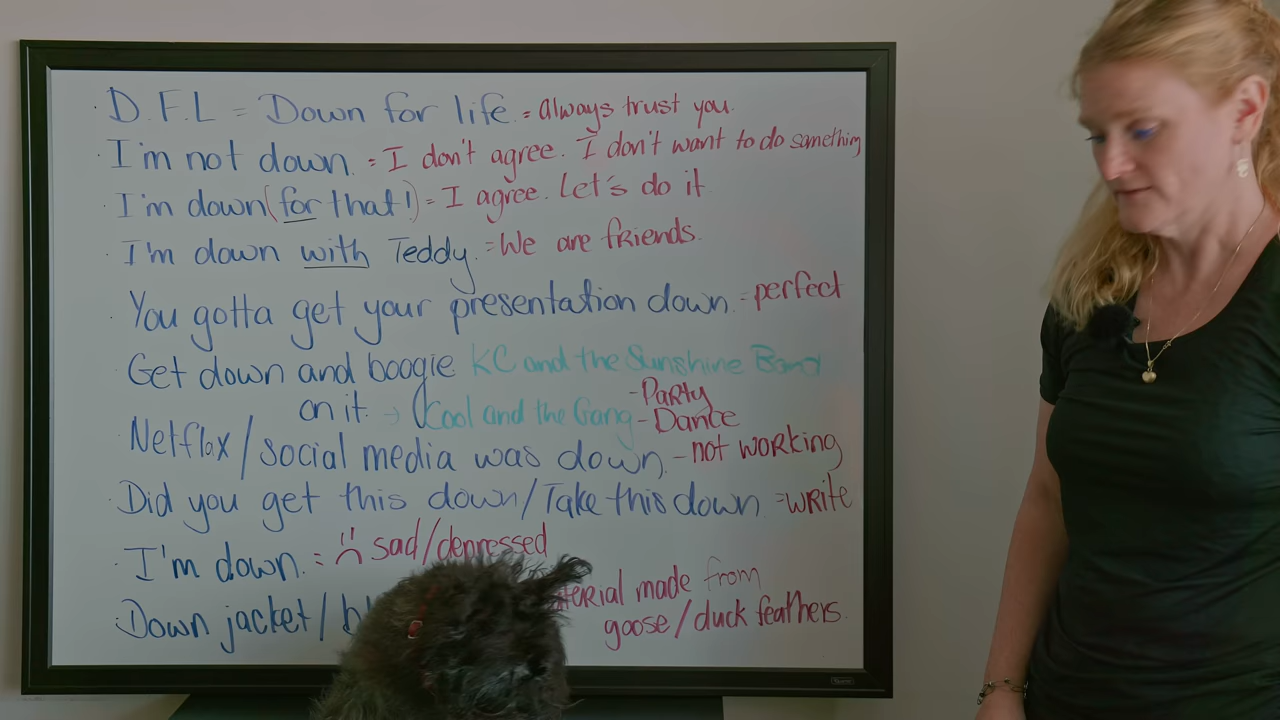 · D.F.L = Down for life = Always trust you.
· I'm not down. = I don't agree. I don't want to do something
· I'm down (for that!) = I agree. Let's do it
· I'm down with Teddy. = We are friends.
· You gotta get your presentation down. = perfect
· Get down and boogie KC and the Sunshine Band
on it. → Kool and the Gang - Party
- Dance
· Netflix/social media was down. - not working
· Did you get this down/Take this down = write
· I'm down. = sad/depressed
· Down jacket/ made from
goose/duck feathers.